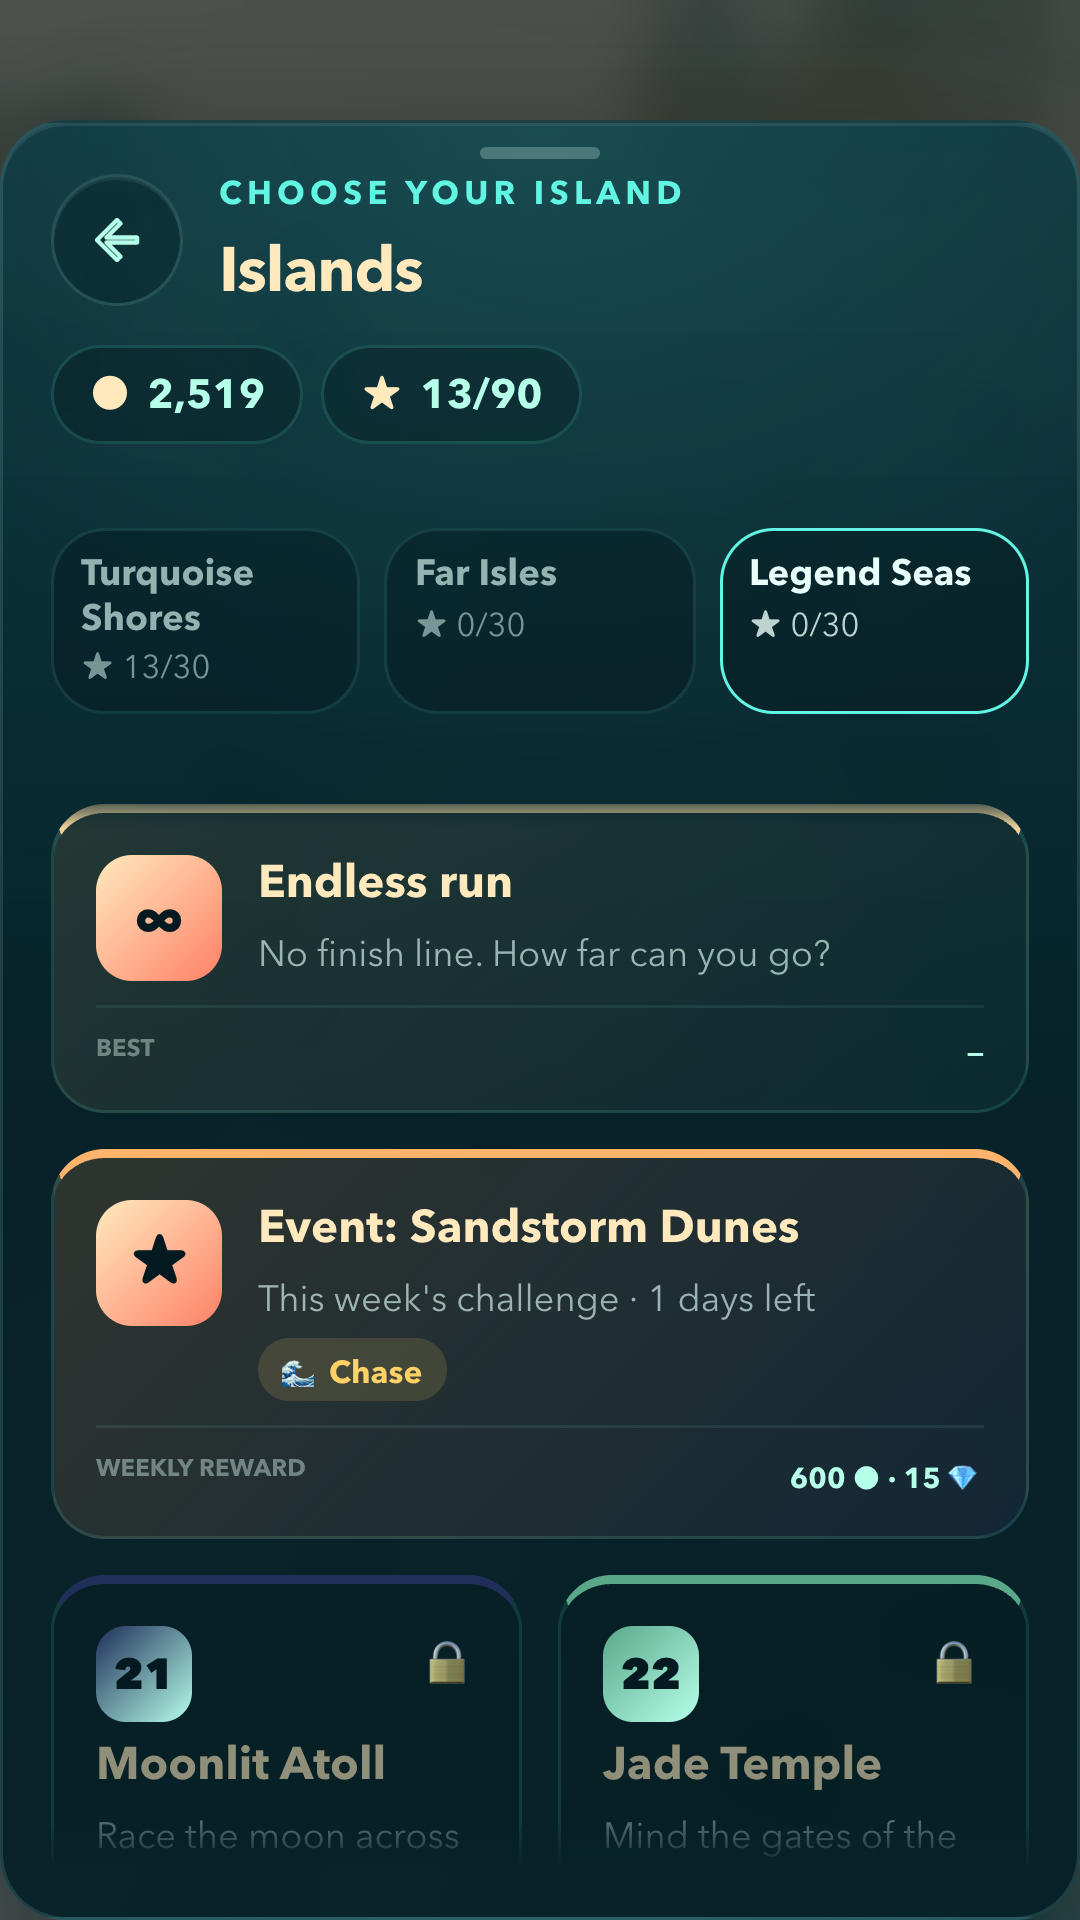 CHOOSE YOUR ISLAND
Islands
2,519
13/90
Turquoise
Shores
★ 13/30
Far Isles
★ 0/30
Legend Seas
★ 0/30
∞
Endless run
No finish line. How far can you go?
BEST
–
Event: Sandstorm Dunes
This week's challenge · 1 days left
🌊 Chase
WEEKLY REWARD
600 ● · 15 💎
21
Moonlit Atoll
Race the moon across
22
Jade Temple
Mind the gates of the